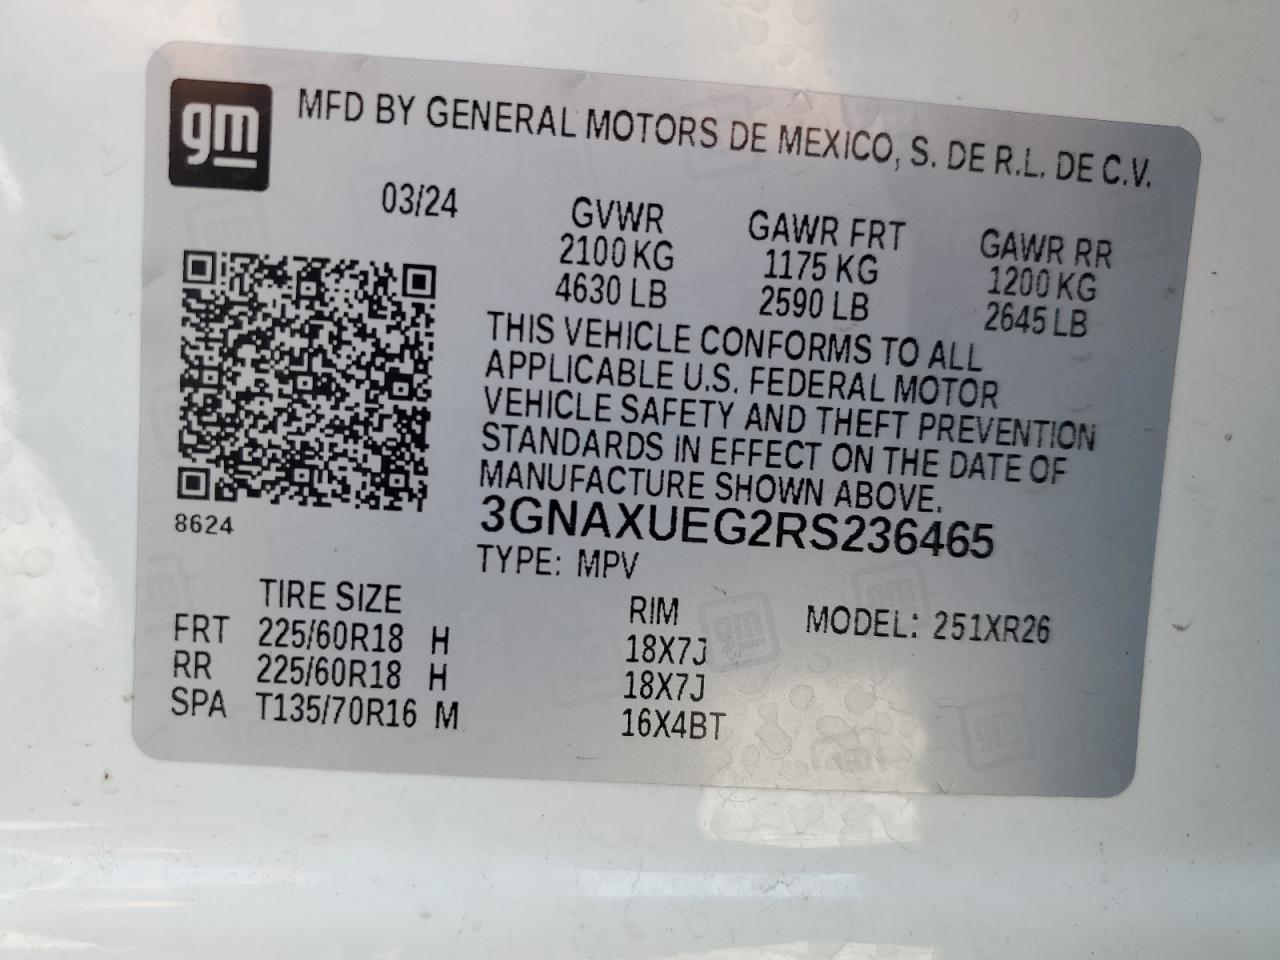 gm
MFD BY GENERAL MOTORS DE MEXICO, S. DE R.L. DE C.V.
03/24
GVWR GAWR FRT GAWR RR
2100 KG 1175 KG 1200 KG
4630 LB 2590 LB 2645 LB
THIS VEHICLE CONFORMS TO ALL
APPLICABLE U.S. FEDERAL MOTOR
VEHICLE SAFETY AND THEFT PREVENTION
STANDARDS IN EFFECT ON THE DATE OF
MANUFACTURE SHOWN ABOVE.
8624
3GNAXUEG2RS236465
TYPE: MPV
TIRE SIZE RIM MODEL: 251XR26
FRT 225/60R18 H 18X7J
RR 225/60R18 H 18X7J
SPA T135/70R16 M 16X4BT